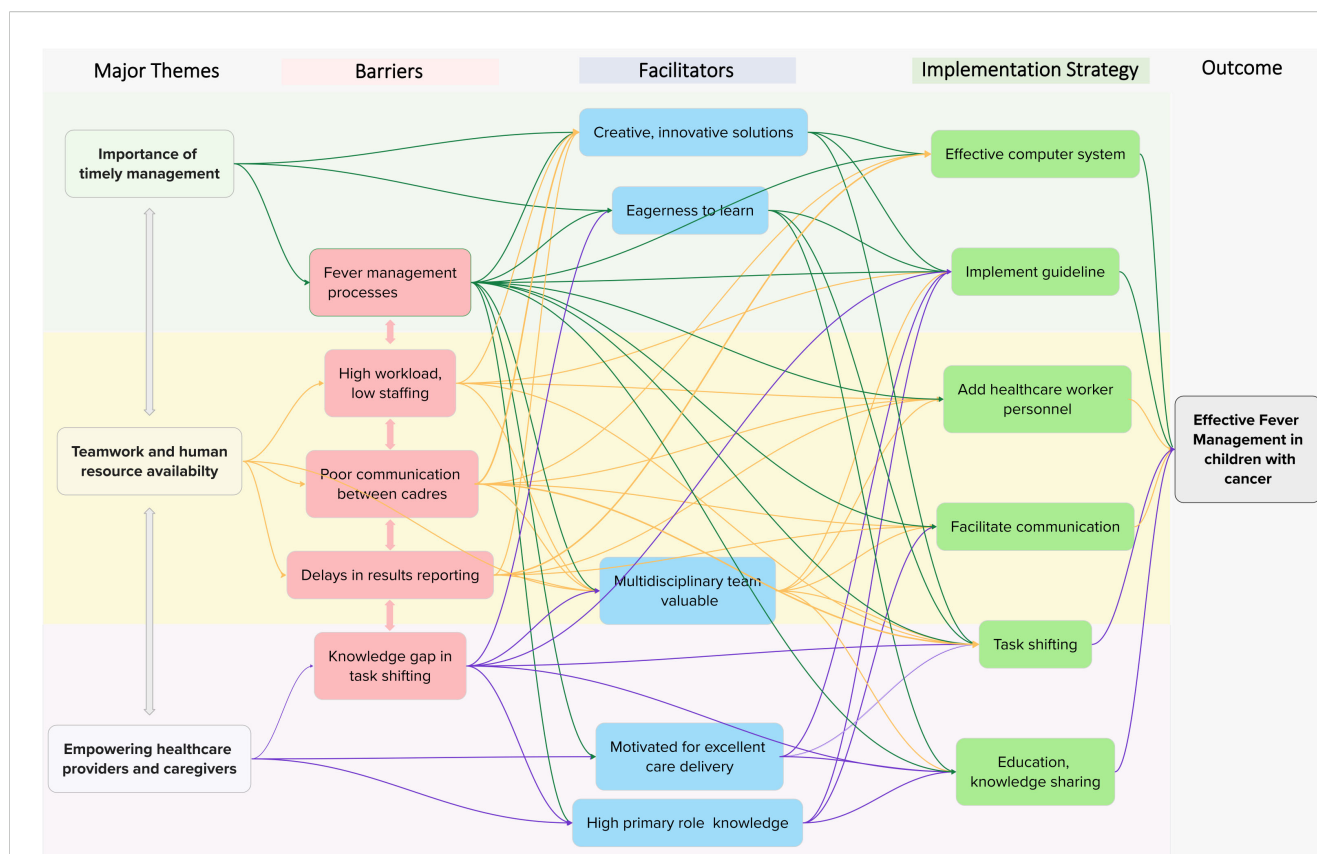 Major Themes
Barriers
Facilitators
Implementation Strategy
Outcome
Importance of
timely management
Teamwork and human
resource availabilty
Empowering healthcare
providers and caregivers
Fever management
processes
High workload,
low staffing
Poor communication
between cadres
Delays in results reporting
Knowledge gap in
task shifting
Creative, innovative solutions
Eagerness to learn
Multidisciplinary team
valuable
Motivated for excellent
care delivery
High primary role knowledge
Effective computer system
Implement guideline
Add healthcare worker
personnel
Facilitate communication
Task shifting
Education,
knowledge sharing
Effective Fever
Management in
children with
cancer